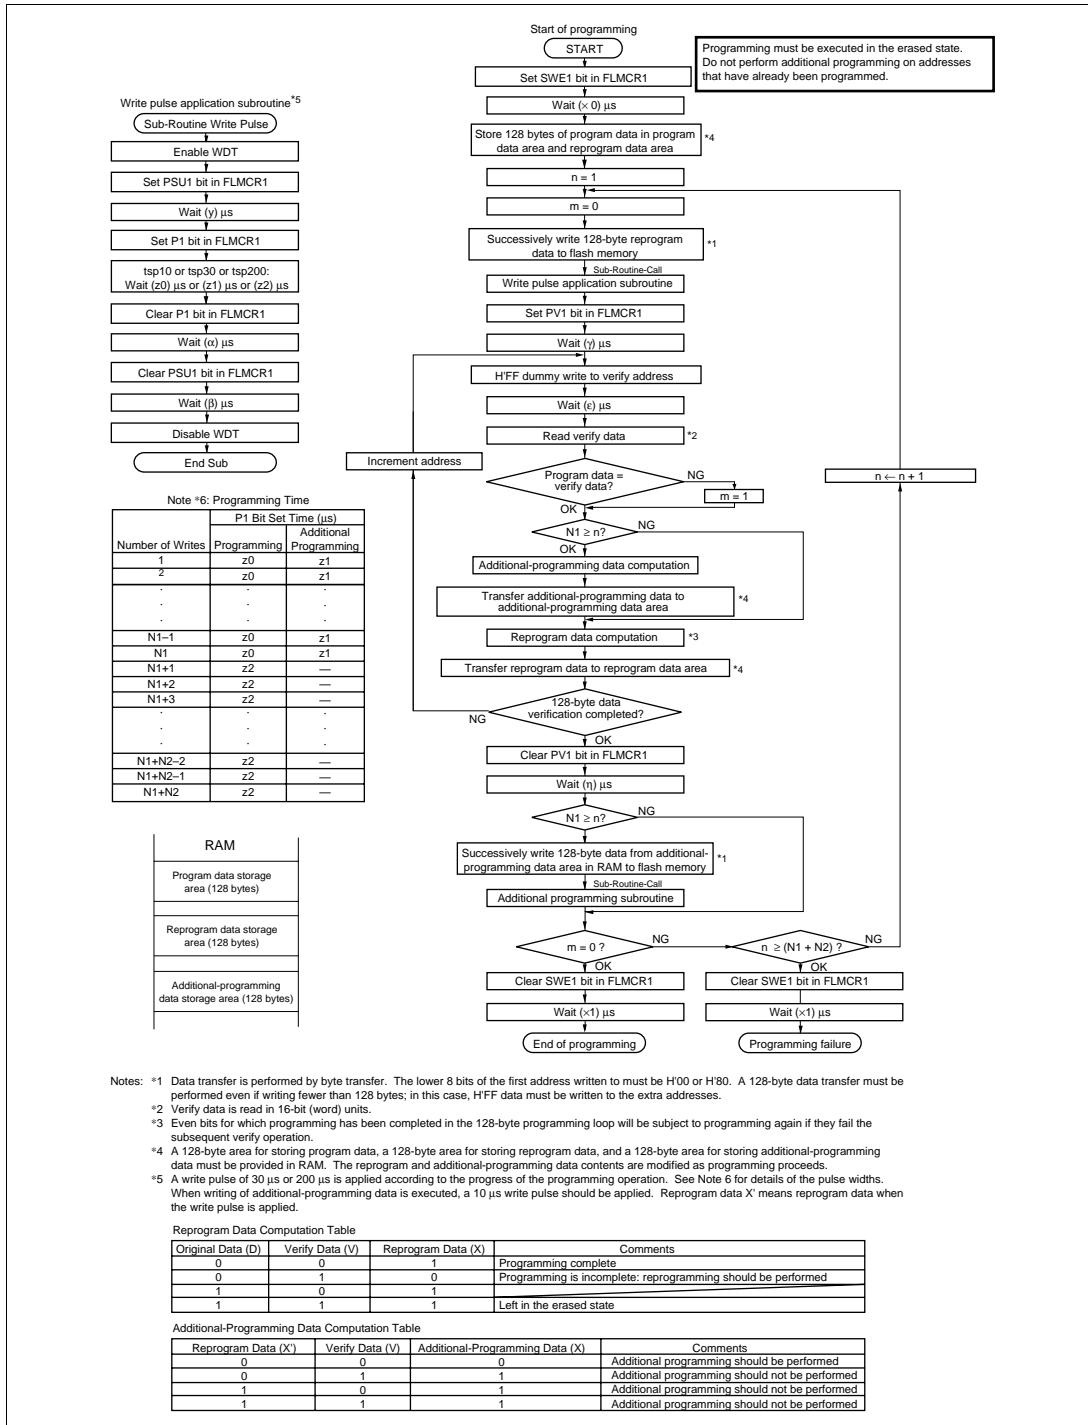 Start of programming
START
Programming must be executed in the erased state.
Do not perform additional programming on addresses
that have already been programmed.
Set SWE1 bit in FLMCR1
Wait (× 0) µs
Store 128 bytes of program data in program
data area and reprogram data area
*4
n = 1
m = 0
Successively write 128-byte reprogram
data to flash memory
*1
Sub-Routine-Call
Write pulse application subroutine
Set PV1 bit in FLMCR1
Wait (γ) µs
H'FF dummy write to verify address
Wait (ε) µs
Read verify data
*2
Increment address
Program data =
verify data?
NG
m = 1
OK
n ← n + 1
N1 ≥ n?
NG
OK
Additional-programming data computation
Transfer additional-programming data to
additional-programming data area
*4
Reprogram data computation
*3
Transfer reprogram data to reprogram data area
*4
128-byte data
verification completed?
NG
OK
Clear PV1 bit in FLMCR1
Wait (η) µs
N1 ≥ n?
NG
OK
Successively write 128-byte data from additional-
programming data area in RAM to flash memory
*1
Sub-Routine-Call
Additional programming subroutine
m = 0 ?
NG
n ≥ (N1 + N2) ?
NG
OK
OK
Clear SWE1 bit in FLMCR1
Clear SWE1 bit in FLMCR1
Wait (×1) µs
Wait (×1) µs
End of programming
Programming failure
Write pulse application subroutine*5
Sub-Routine Write Pulse
Enable WDT
Set PSU1 bit in FLMCR1
Wait (y) µs
Set P1 bit in FLMCR1
tsp10 or tsp30 or tsp200:
Wait (z0) µs or (z1) µs or (z2) µs
Clear P1 bit in FLMCR1
Wait (α) µs
Clear PSU1 bit in FLMCR1
Wait (β) µs
Disable WDT
End Sub
Note *6: Programming Time
P1 Bit Set Time (µs)
Number of Writes Programming Additional Programming
1 z0 z1
2 z0 z1
. . .
. . .
. . .
N1–1 z0 z1
N1 z0 z1
N1+1 z2 —
N1+2 z2 —
N1+3 z2 —
. . .
. . .
. . .
N1+N2–2 z2 —
N1+N2–1 z2 —
N1+N2 z2 —
RAM
Program data storage
area (128 bytes)
Reprogram data storage
area (128 bytes)
Additional-programming
data storage area (128 bytes)
Notes: *1 Data transfer is performed by byte transfer. The lower 8 bits of the first address written to must be H'00 or H'80. A 128-byte data transfer must be
performed even if writing fewer than 128 bytes; in this case, H'FF data must be written to the extra addresses.
*2 Verify data is read in 16-bit (word) units.
*3 Even bits for which programming has been completed in the 128-byte programming loop will be subject to programming again if they fail the
subsequent verify operation.
*4 A 128-byte area for storing program data, a 128-byte area for storing reprogram data, and a 128-byte area for storing additional-programming
data must be provided in RAM. The reprogram and additional-programming data contents are modified as programming proceeds.
*5 A write pulse of 30 µs or 200 µs is applied according to the progress of the programming operation. See Note 6 for details of the pulse widths.
When writing of additional-programming data is executed, a 10 µs write pulse should be applied. Reprogram data X' means reprogram data when
the write pulse is applied.
Reprogram Data Computation Table
Original Data (D) Verify Data (V) Reprogram Data (X) Comments
0 0 1 Programming complete
0 1 0 Programming is incomplete: reprogramming should be performed
1 0 1
1 1 1 Left in the erased state
Additional-Programming Data Computation Table
Reprogram Data (X') Verify Data (V) Additional-Programming Data (X) Comments
0 0 0 Additional programming should be performed
0 1 1 Additional programming should not be performed
1 0 1 Additional programming should not be performed
1 1 1 Additional programming should not be performed